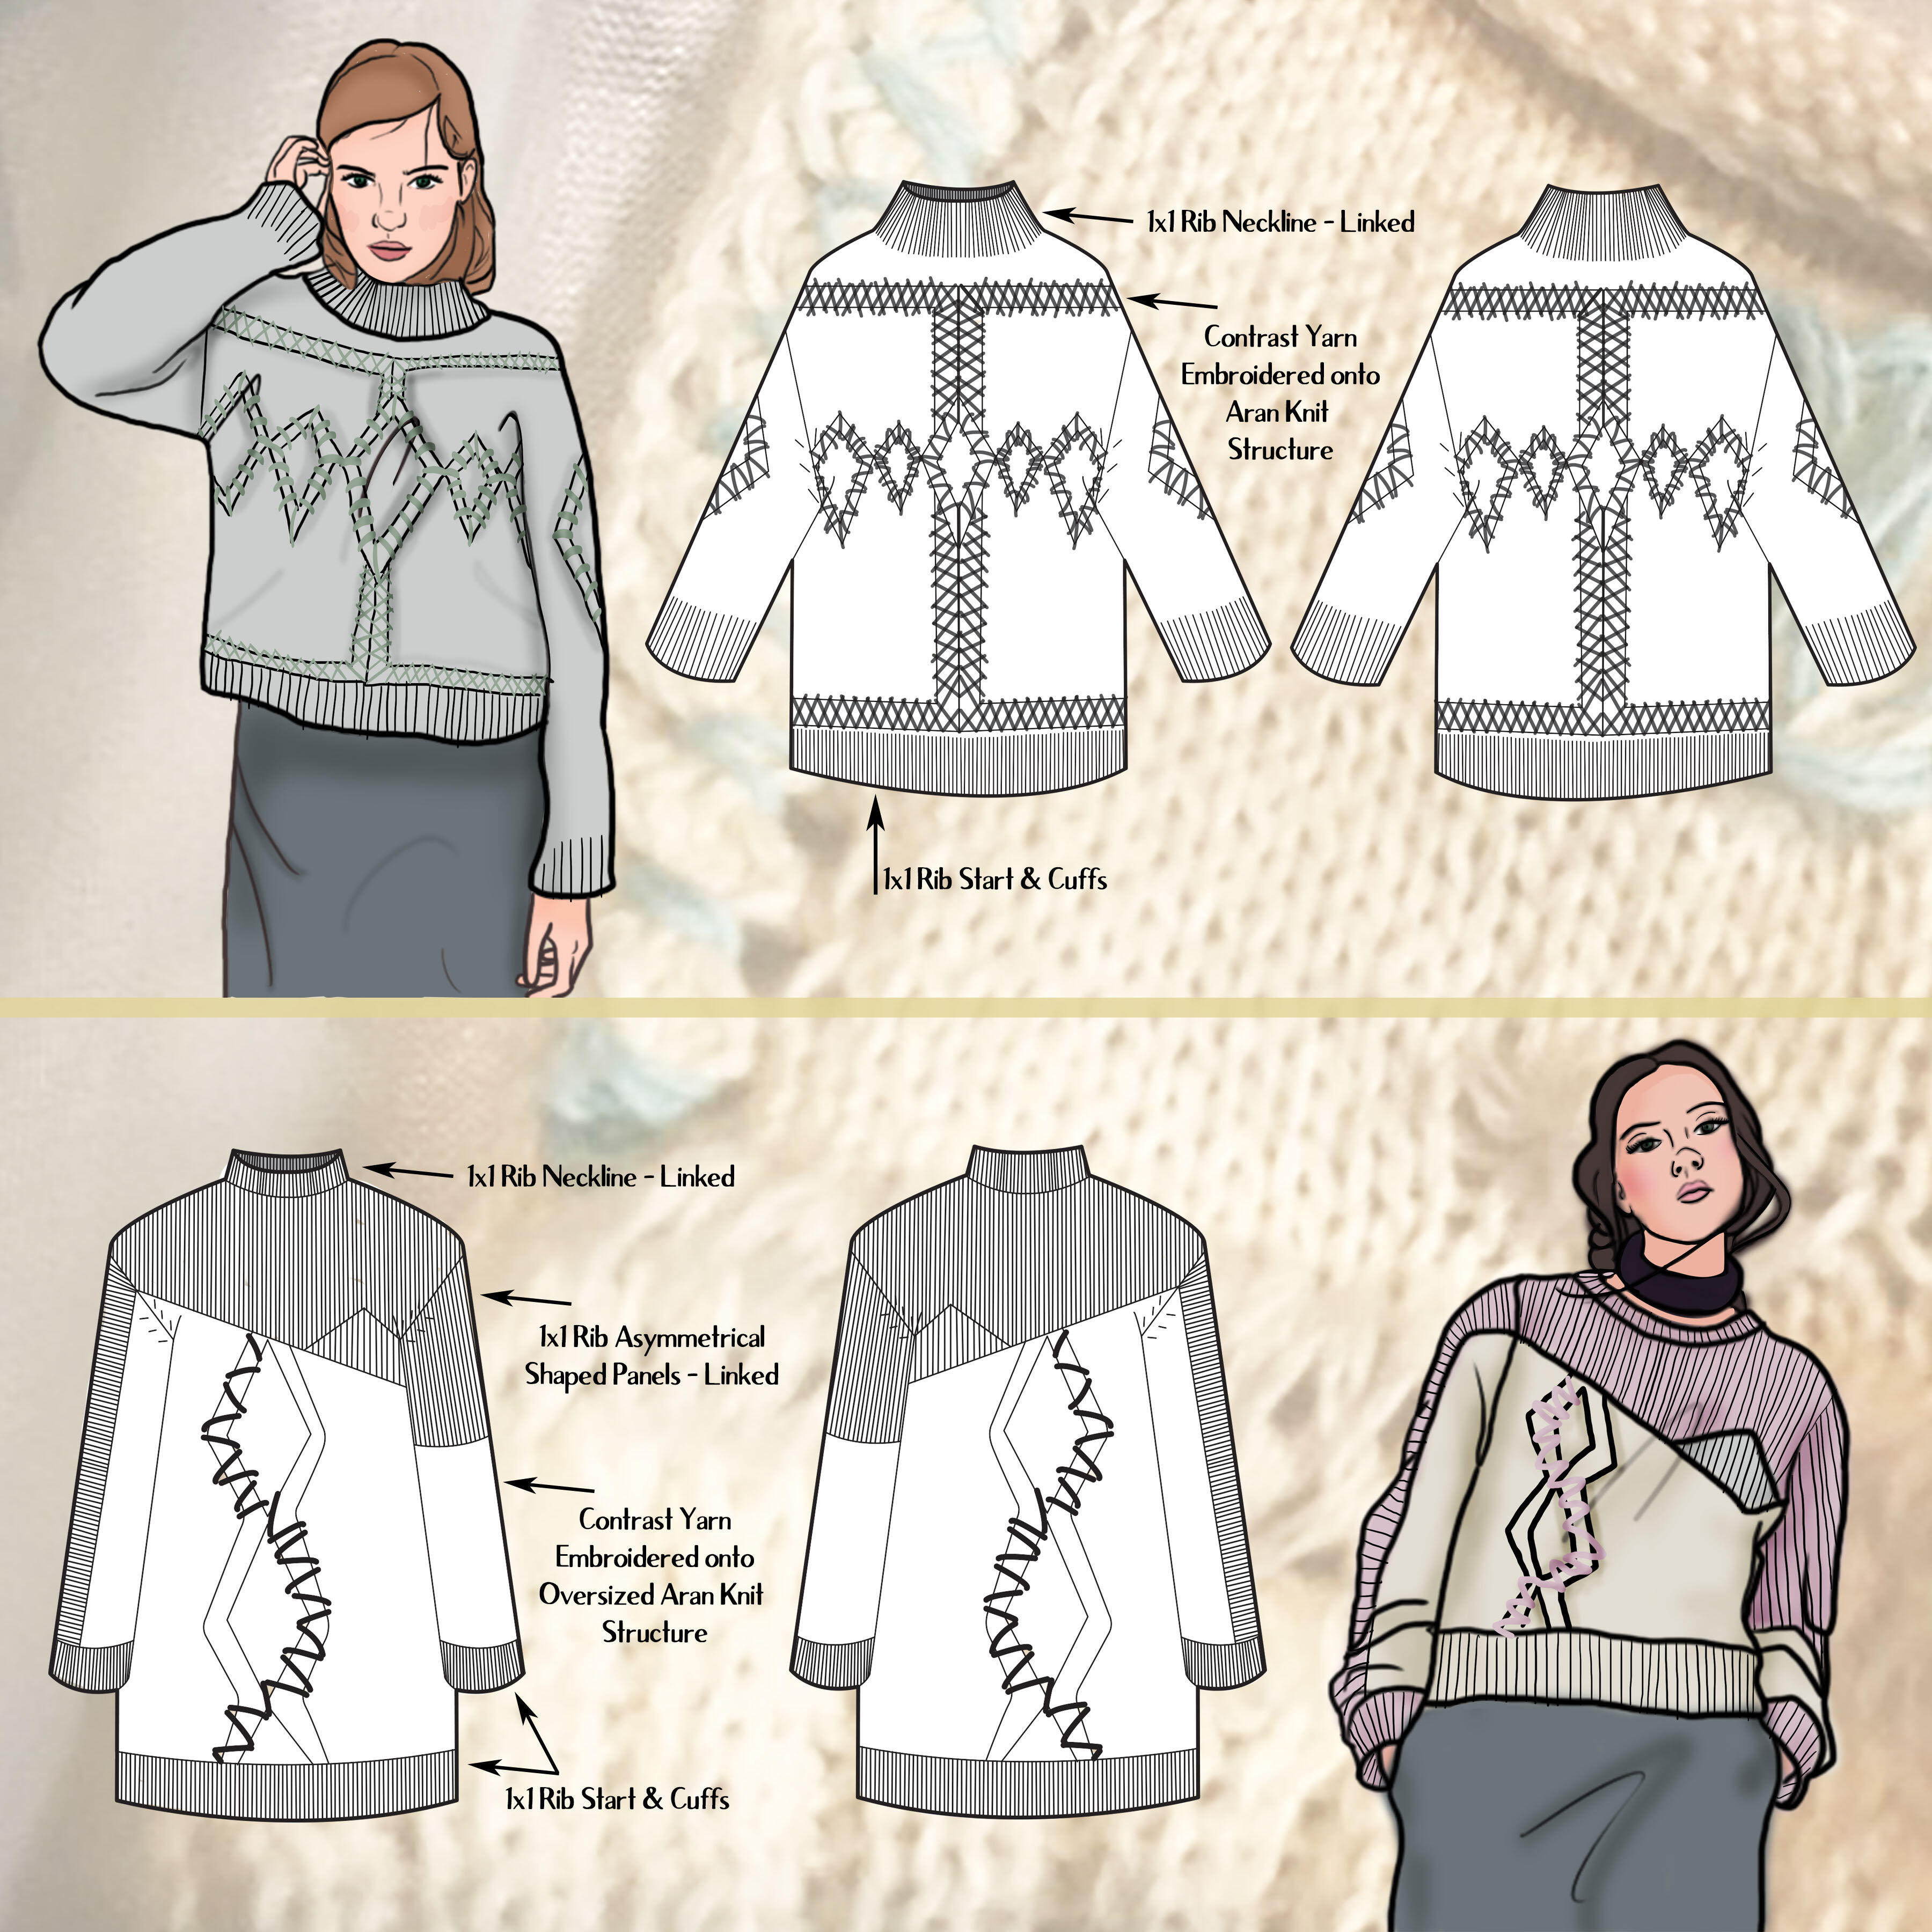 1x1 Rib Neckline - Linked
Contrast Yarn
Embroidered onto
Aran Knit
Structure
1x1 Rib Start & Cuffs
1x1 Rib Neckline - Linked
1x1 Rib Asymmetrical
Shaped Panels - Linked
Contrast Yarn
Embroidered onto
Oversized Aran Knit
Structure
1x1 Rib Start & Cuffs